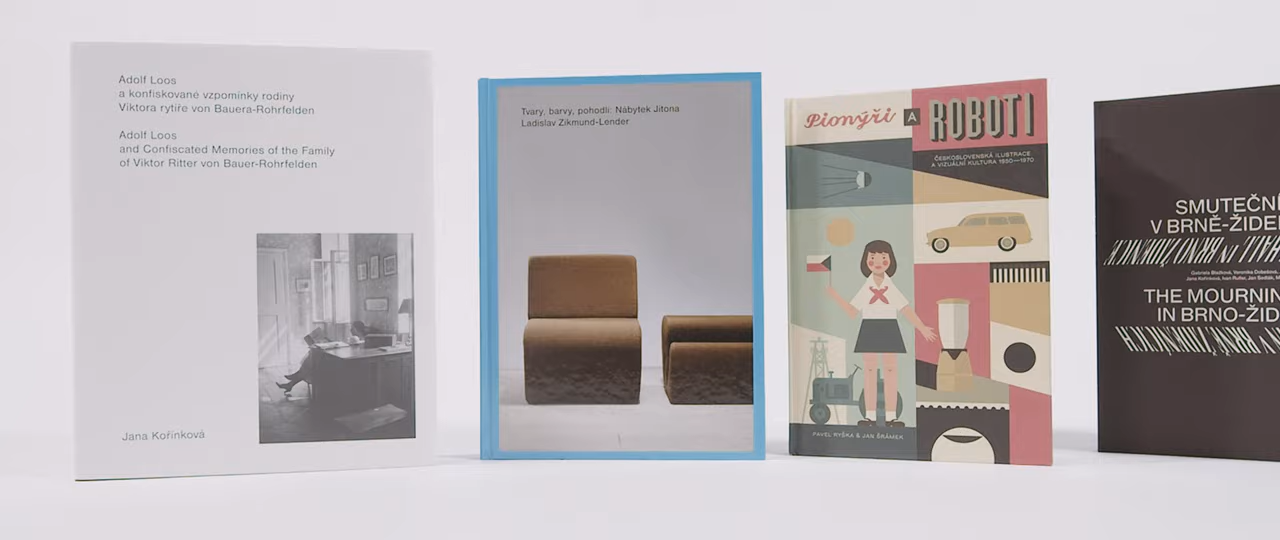 Adolf Loos
a konfiskované vzpomínky rodiny
Viktora rytíře von Bauera-Rohrfelden
Adolf Loos
and Confiscated Memories of the Family
of Viktor Ritter von Bauer-Rohrfelden
Jana Kořínková
Tvary, barvy, pohodlí: Nábytek Jitona
Ladislav Zikmund-Lender
Pionýři A ROBOTI
ČESKOSLOVENSKÁ ILUSTRACE
A VIZUÁLNÍ KULTURA 1950—1970
PAVEL RYŠKA & JAN ŠRÁMEK
SMUTEČNÍ
V BRNĚ-ŽIDE
THE MOURNIN
IN BRNO-ŽID